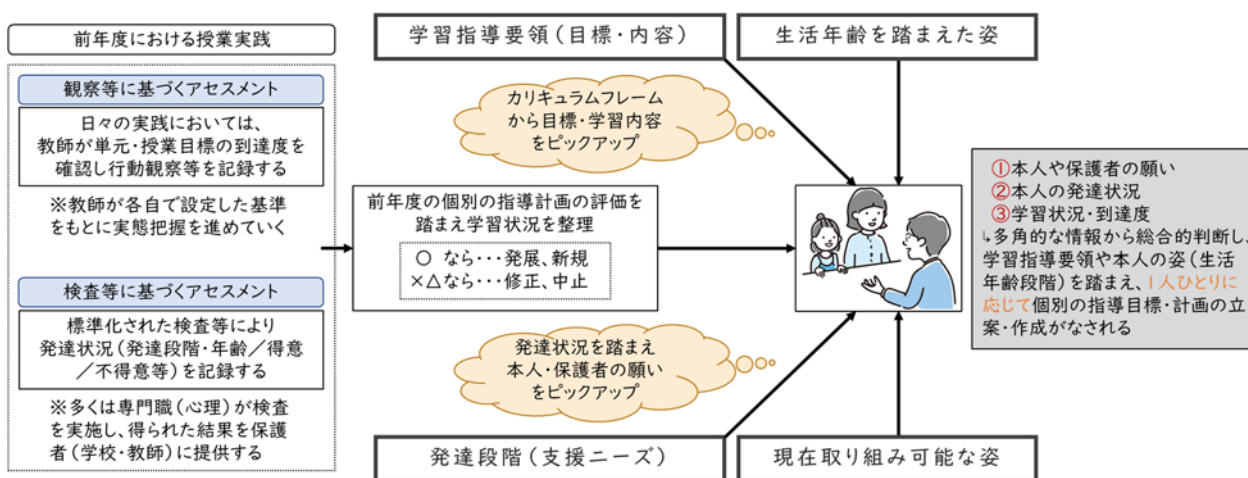 前年度における授業実践
観察等に基づくアセスメント
日々の実践においては、
教師が単元・授業目標の到達度を
確認し行動観察等を記録する
※教師が各自で設定した基準
をもとに実態把握を進めていく
検査等に基づくアセスメント
標準化された検査等により
発達状況(発達段階・年齢/得意
/不得意等)を記録する
※多くは専門職(心理)が検査
を実施し、得られた結果を保護
者(学校・教師)に提供する
学習指導要領(目標・内容)
生活年齢を踏まえた姿
カリキュラムフレーム
から目標・学習内容
をピックアップ
前年度の個別の指導計画の評価を
踏まえ学習状況を整理
○ なら・・・発展、新規
×△なら・・・修正、中止
発達状況を踏まえ
本人・保護者の願い
をピックアップ
発達段階(支援ニーズ)
現在取り組み可能な姿
①本人や保護者の願い
②本人の発達状況
③学習状況・到達度
↳多角的な情報から総合的判断し、
学習指導要領や本人の姿(生活
年齢段階)を踏まえ、1人ひとりに
応じて個別の指導目標・計画の立
案・作成がなされる